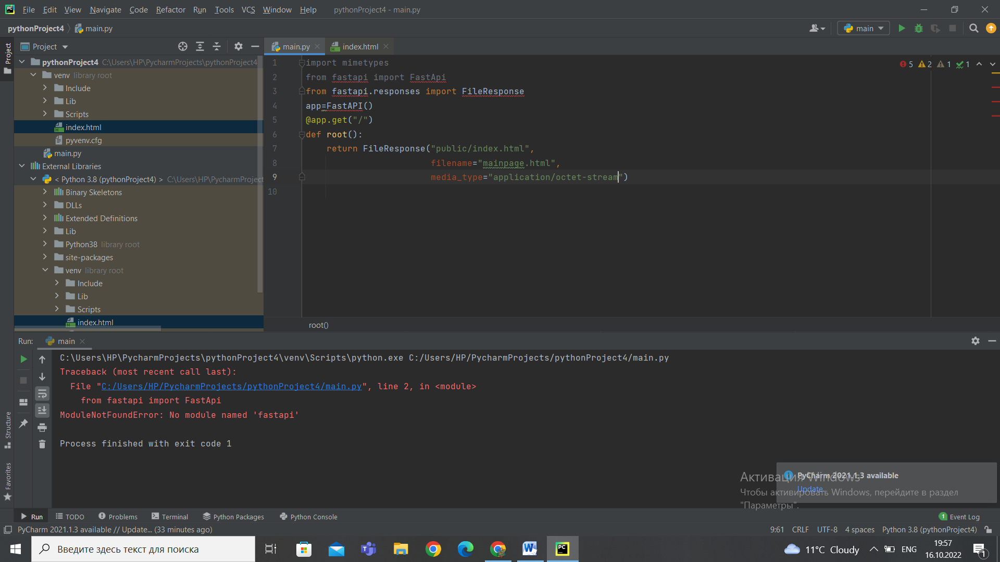 File Edit View Navigate Code Refactor Run Tools VCS Window Help pythonProject4 - main.py
pythonProject4 main.py
main
Project
Project
main.py
index.html
pythonProject4 C:\Users\HP\PycharmProjects\pythonProject4
venv library root
Include
Lib
Scripts
index.html
pyvenv.cfg
main.py
External Libraries
< Python 3.8 (pythonProject4) > C:\Users\HP\PycharmProject
Binary Skeletons
DLLs
Extended Definitions
Lib
Python38 library root
site-packages
venv library root
Include
Lib
Scripts
index.html
5 2 1 1
1 import mimetypes
2 from fastapi import FastApi
3 from fastapi.responses import FileResponse
4 app=FastAPI()
5 @app.get("/")
6 def root():
7 return FileResponse("public/index.html",
8 filename="mainpage.html",
9 media_type="application/octet-stream")
10
root()
Run: main
C:\Users\HP\PycharmProjects\pythonProject4\venv\Scripts\python.exe C:/Users/HP/PycharmProjects/pythonProject4/main.py
Traceback (most recent call last):
File "C:/Users/HP/PycharmProjects/pythonProject4/main.py", line 2, in <module>
from fastapi import FastApi
ModuleNotFoundError: No module named 'fastapi'
Process finished with exit code 1
Structure
Favorites
PyCharm 2021.1.3 available
Update...
Активация Windows
Чтобы активировать Windows, перейдите в раздел
"Параметры".
Run TODO Problems Terminal Python Packages Python Console 1 Event Log
PyCharm 2021.1.3 available // Update... (33 minutes ago) 9:61 CRLF UTF-8 4 spaces Python 3.8 (pythonProject4)
Введите здесь текст для поиска
11°C Cloudy ENG
19:57
16.10.2022
1